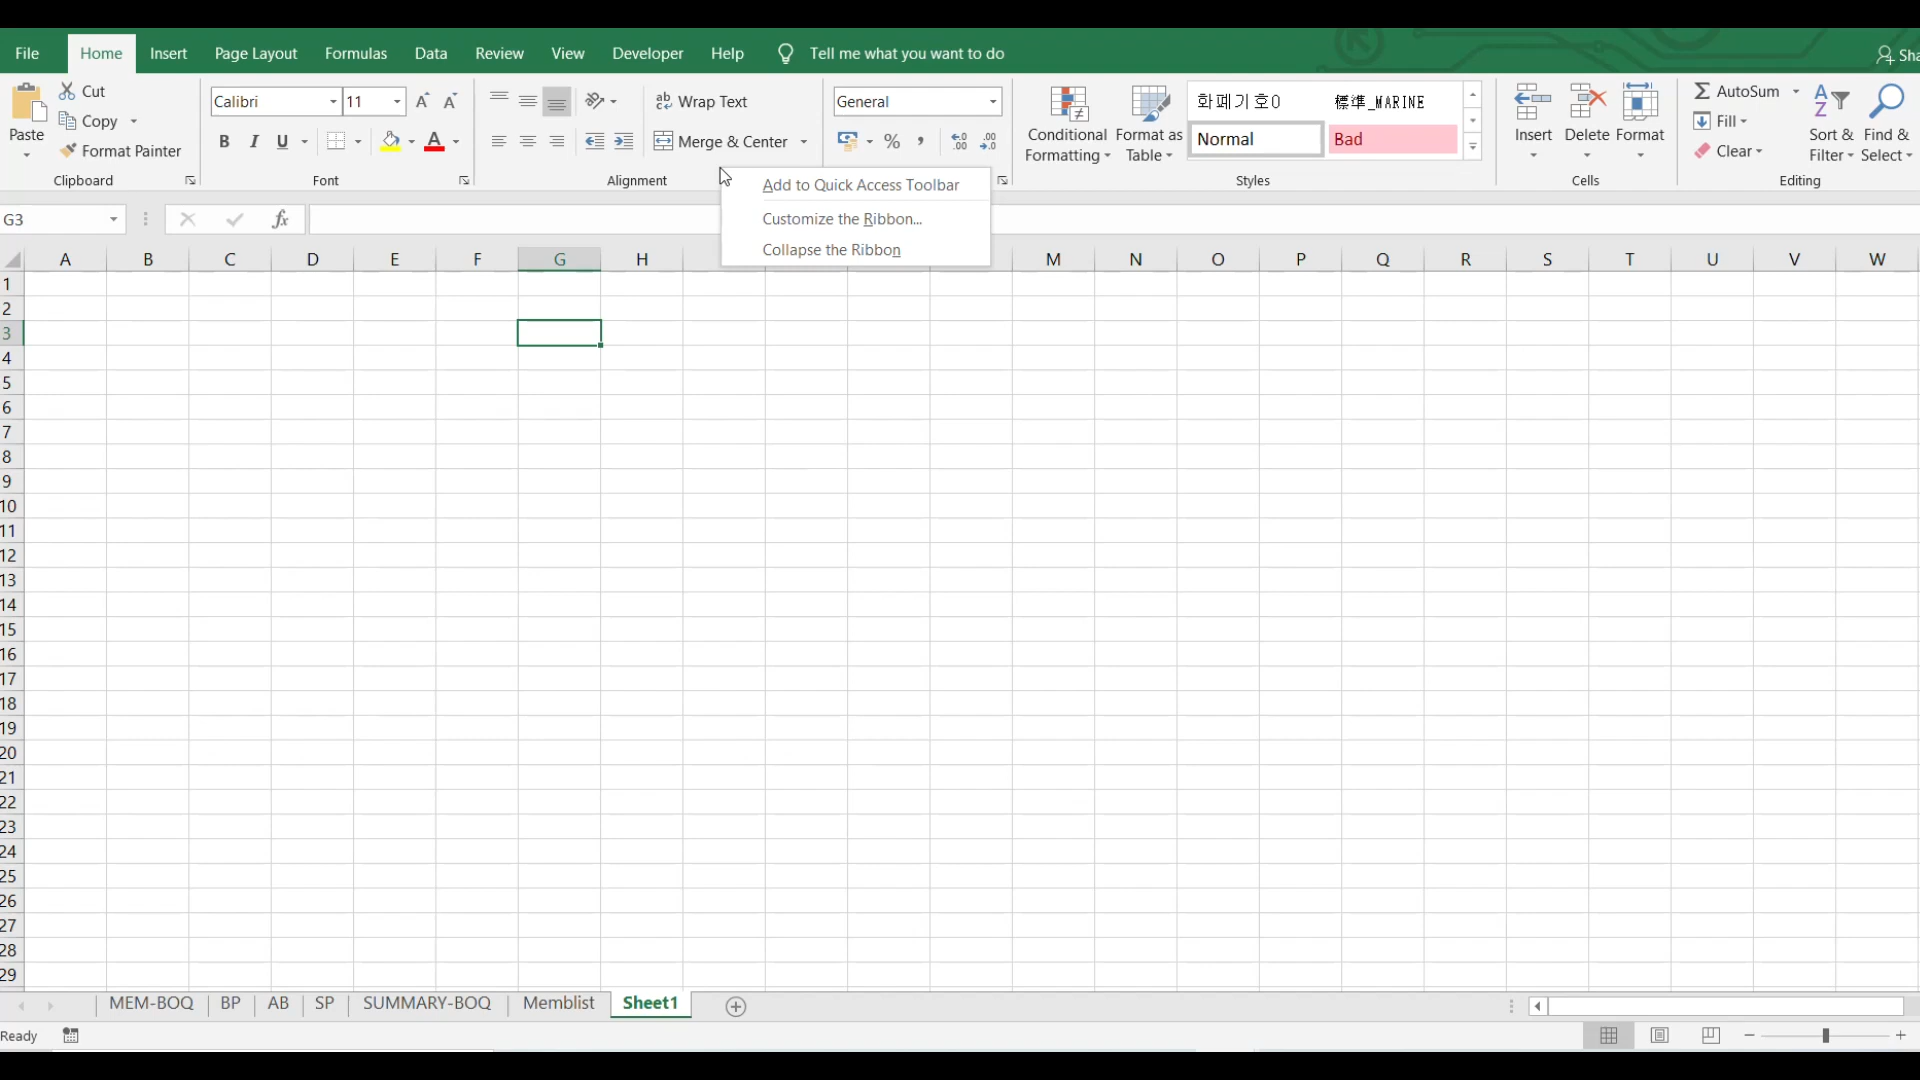 File Home Insert Page Layout Formulas Data Review View Developer Help Tell me what you want to do Sha
Cut Calibri 11 A A Wrap Text General 화폐기호0 標準_MARINE AutoSum
Paste Copy Conditional Format as Insert Delete Format Fill Sort & Find &
Format Painter B I U A Merge & Center % , Formatting Table Normal Bad Clear Filter Select
Clipboard Font Alignment Styles Cells Editing
Add to Quick Access Toolbar
Customize the Ribbon...
Collapse the Ribbon
G3 fx
A B C D E F G H M N O P Q R S T U V W
1
2
3
4
5
6
7
8
9
10
11
12
13
14
15
16
17
18
19
20
21
22
23
24
25
26
27
28
29
MEM-BOQ BP AB SP SUMMARY-BOQ Memblist Sheet1
Ready